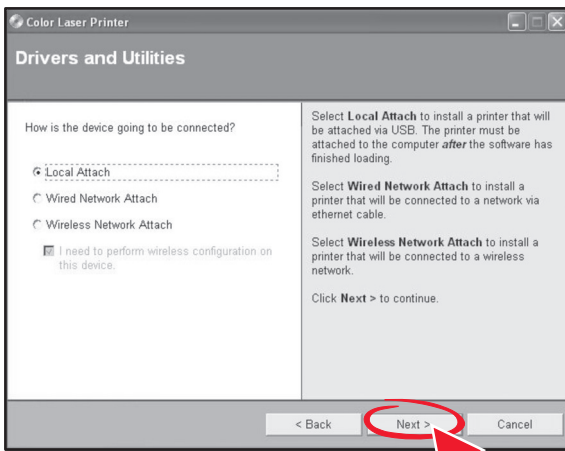 Color Laser Printer
Drivers and Utilities
How is the device going to be connected?
Local Attach
Wired Network Attach
Wireless Network Attach
I need to perform wireless configuration on
this device.
Select Local Attach to install a printer that will
be attached via USB. The printer must be
attached to the computer after the software has
finished loading.
Select Wired Network Attach to install a
printer that will be connected to a network via
ethernet cable.
Select Wireless Network Attach to install a
printer that will be connected to a wireless
network.
Click Next > to continue.
< Back
Next >
Cancel